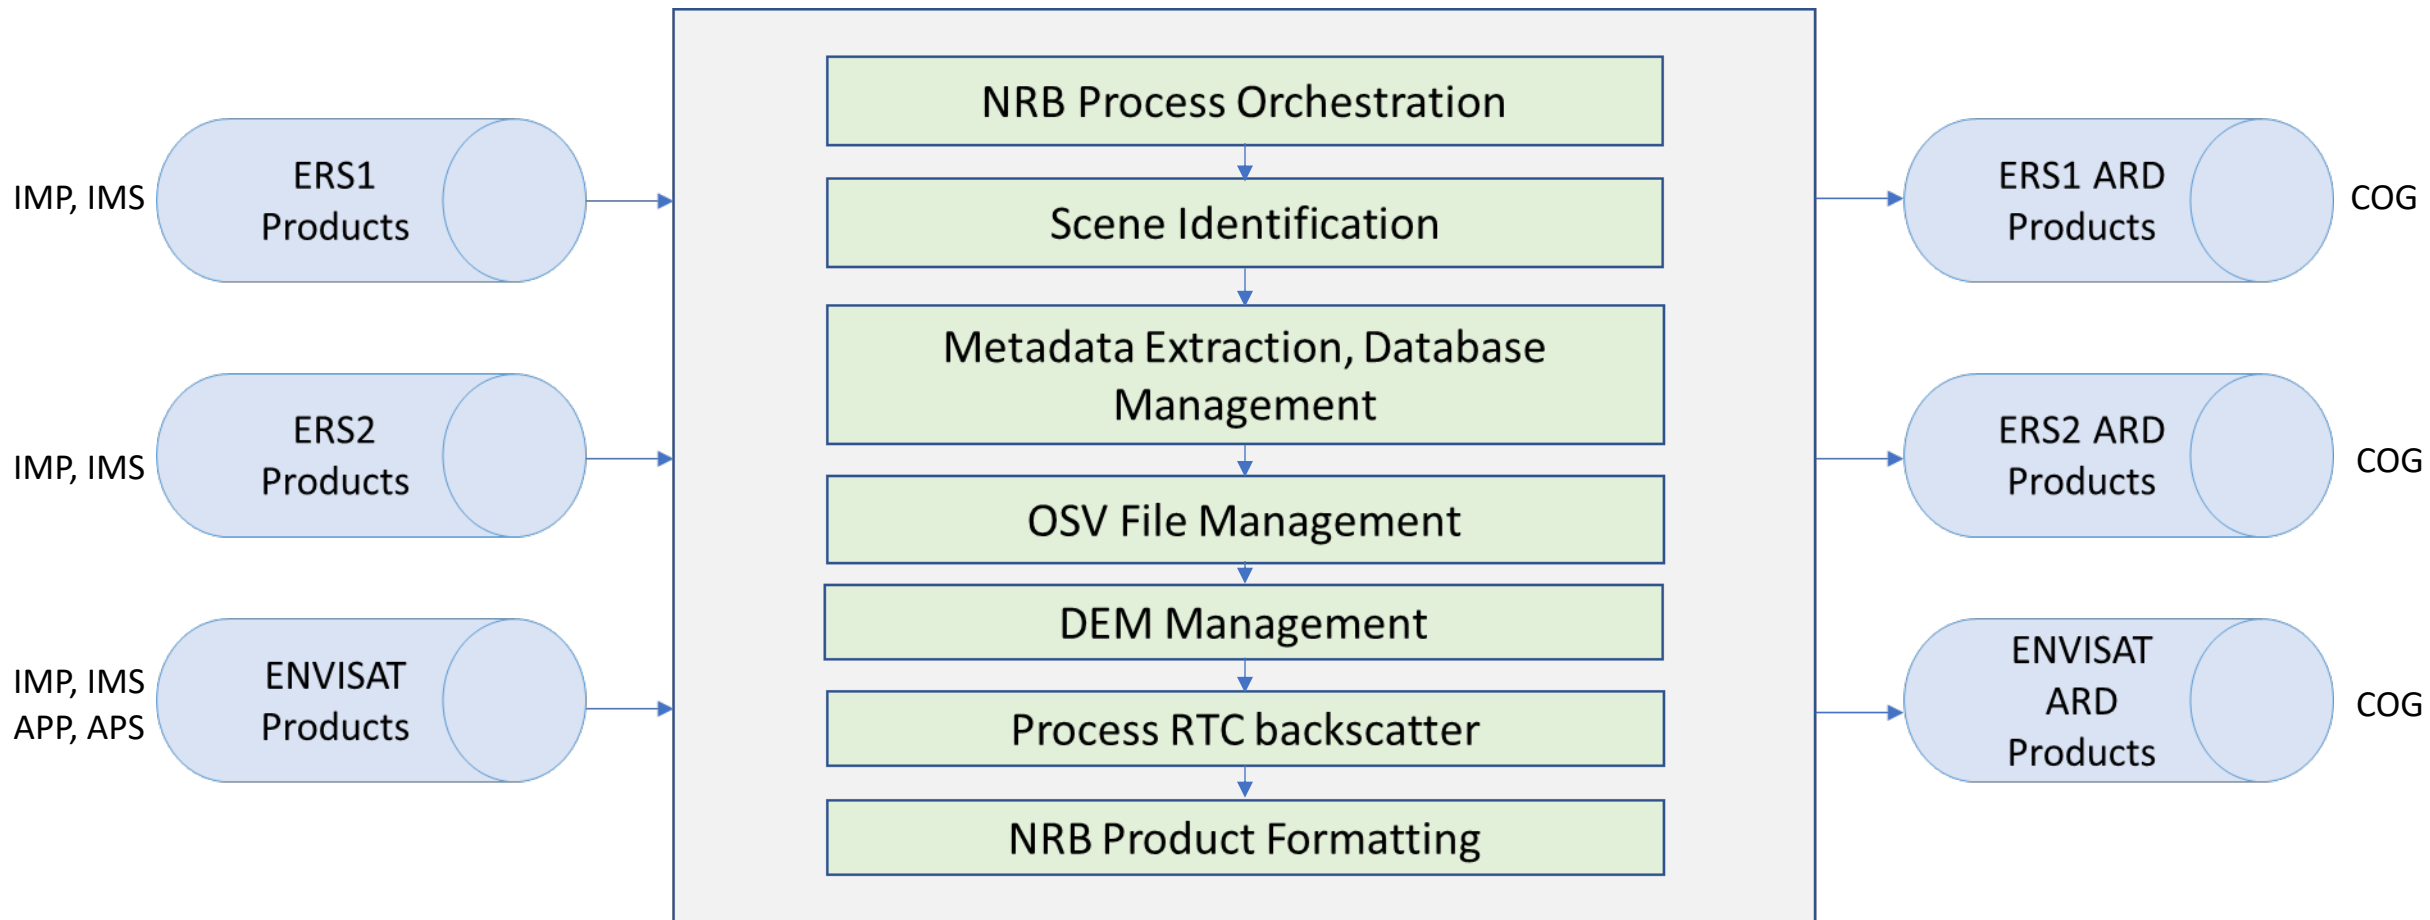 IMP, IMS
ERS1
Products
IMP, IMS
ERS2
Products
IMP, IMS
APP, APS
ENVISAT
Products
NRB Process Orchestration
Scene Identification
Metadata Extraction, Database
Management
OSV File Management
DEM Management
Process RTC backscatter
NRB Product Formatting
ERS1 ARD
Products
COG
ERS2 ARD
Products
COG
ENVISAT
ARD
Products
COG